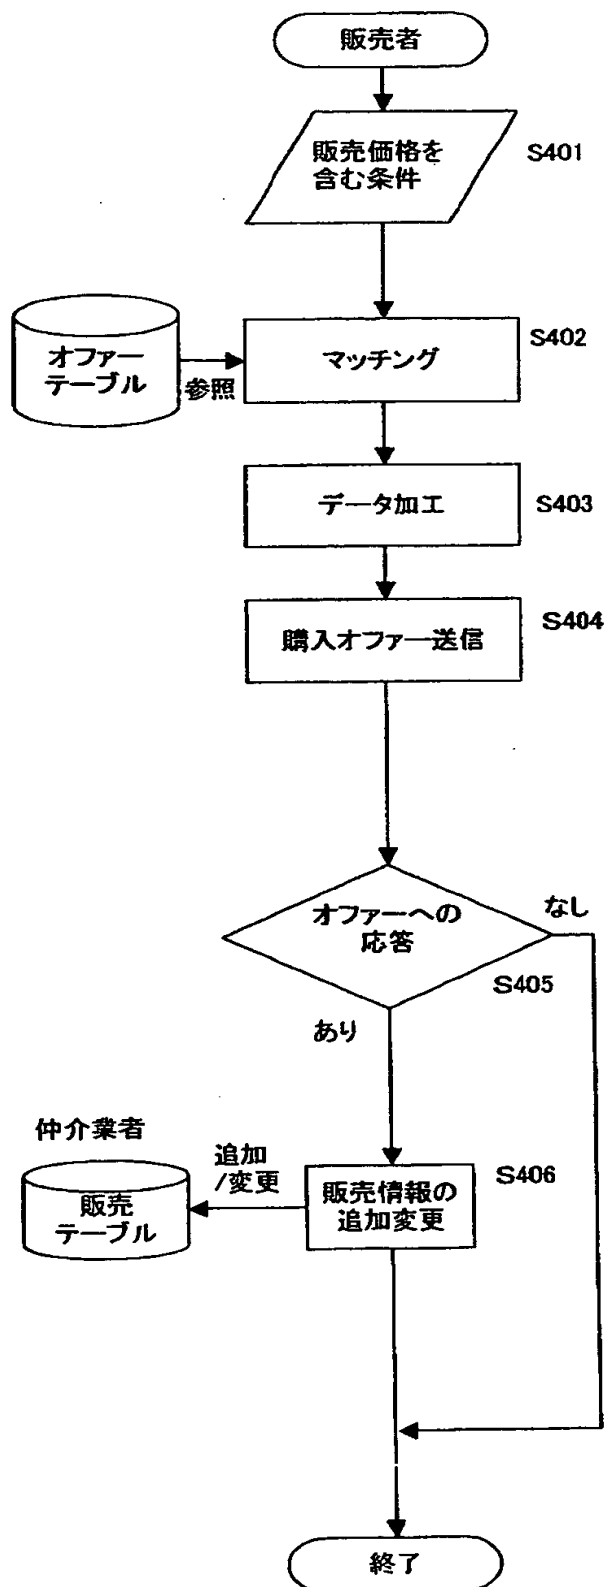 販売者
販売価格を
含む条件
S401
オファー
テーブル
参照
マッチング
S402
データ加工
S403
購入オファー送信
S404
オファーへの
応答
なし
S405
あり
仲介業者
販売
テーブル
追加
/変更
販売情報の
追加変更
S406
終了